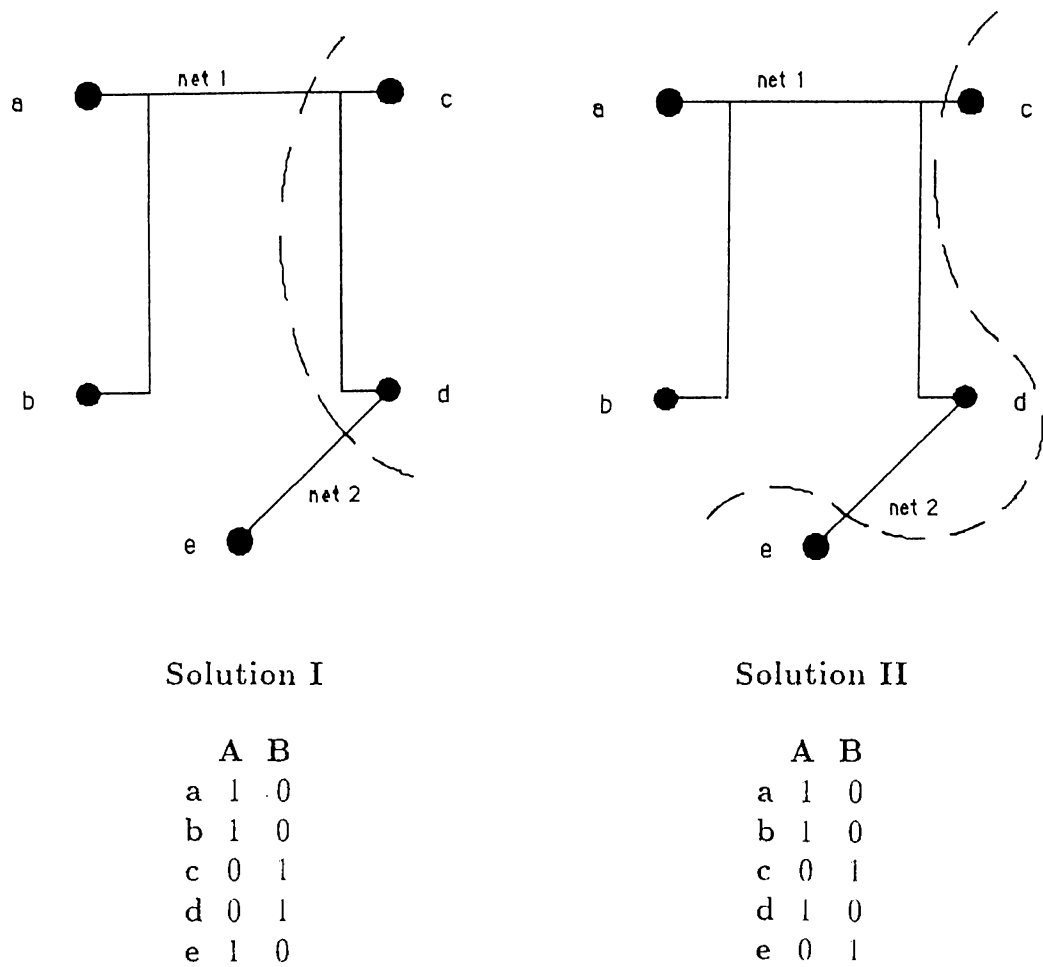 net 1
a
c
b
d
net 2
e
Solution I
A B
a 1 0
b 1 0
c 0 1
d 0 1
e 1 0
net 1
a
c
b
d
net 2
e
Solution II
A B
a 1 0
b 1 0
c 0 1
d 1 0
e 0 1